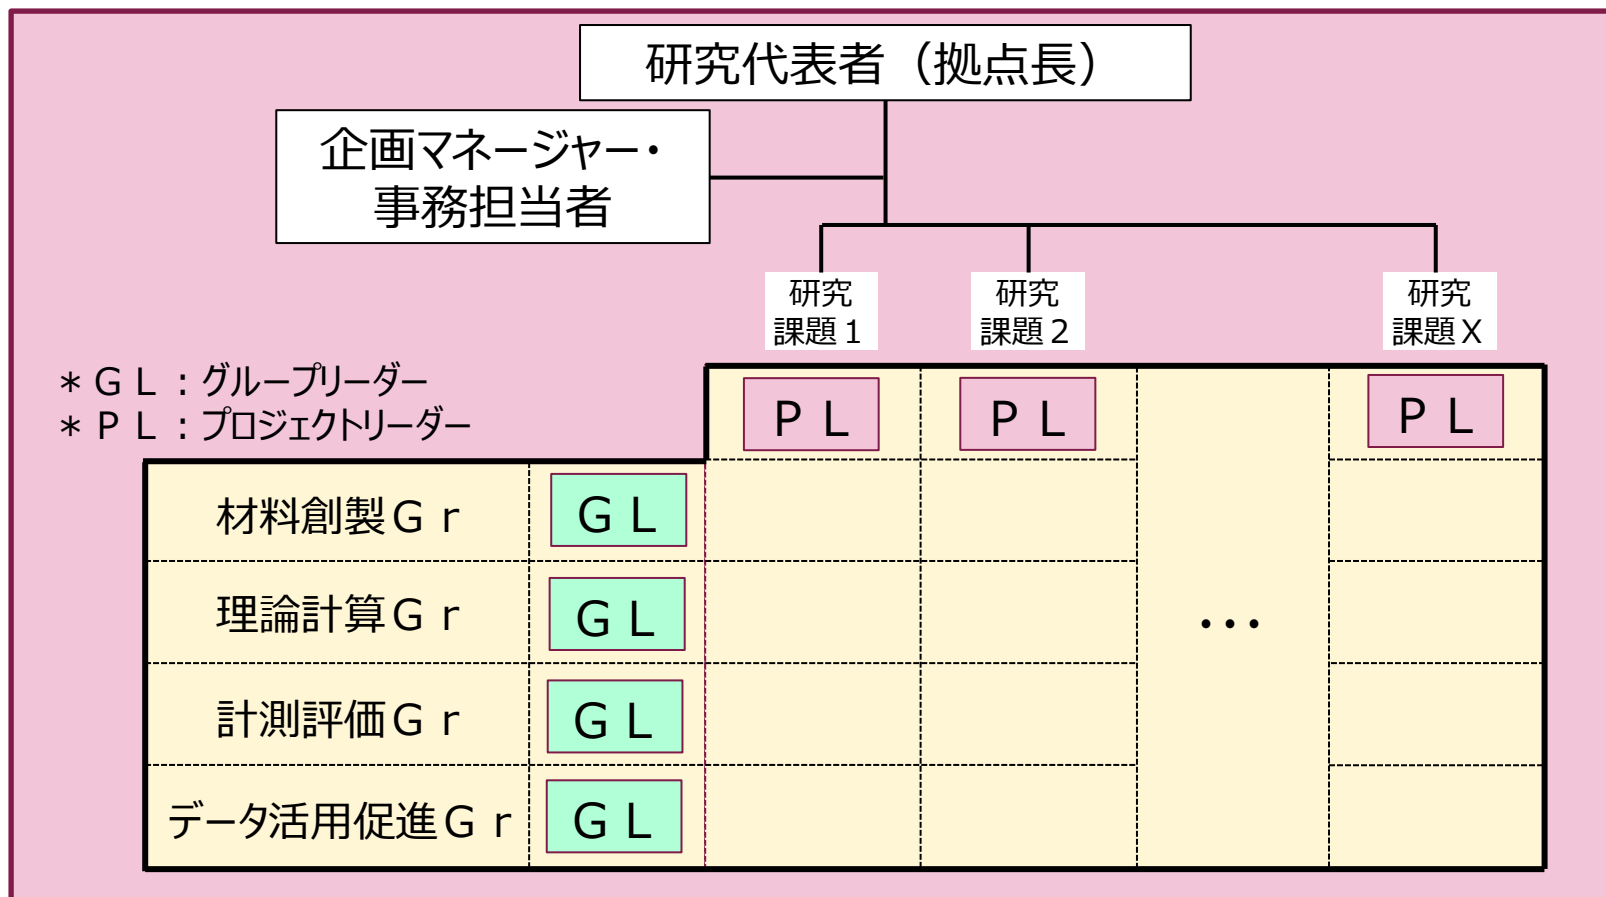 研究代表者（拠点長）
企画マネージャー・
事務担当者
研究
課題１
研究
課題２
研究
課題Ｘ
＊ＧＬ：グループリーダー
＊ＰＬ：プロジェクトリーダー
ＰＬ
ＰＬ
ＰＬ
材料創製Ｇｒ
ＧＬ
理論計算Ｇｒ
ＧＬ
・・・
計測評価Ｇｒ
ＧＬ
データ活用促進Ｇｒ
ＧＬ